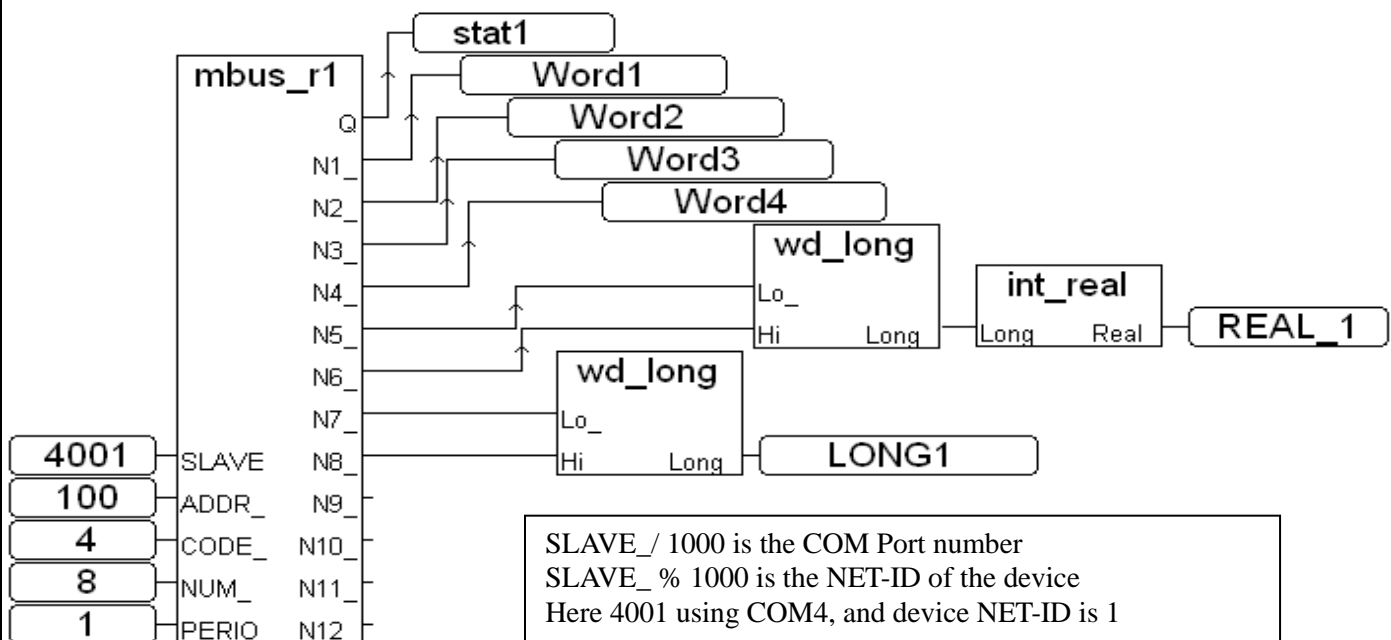 stat1
mbus_r1
Word1
Q
Word2
N1_
Word3
N2_
Word4
N3_
wd_long
N4_
Lo_
int_real
N5_
Hi Long
Long Real
REAL_1
N6_
wd_long
N7_
Lo_
4001
SLAVE
N8_
Hi Long
LONG1
100
ADDR_
N9_
4
CODE_
N10_
8
NUM_
N11_
1
PERIO
N12
SLAVE_/ 1000 is the COM Port number
SLAVE_ % 1000 is the NET-ID of the device
Here 4001 using COM4, and device NET-ID is 1